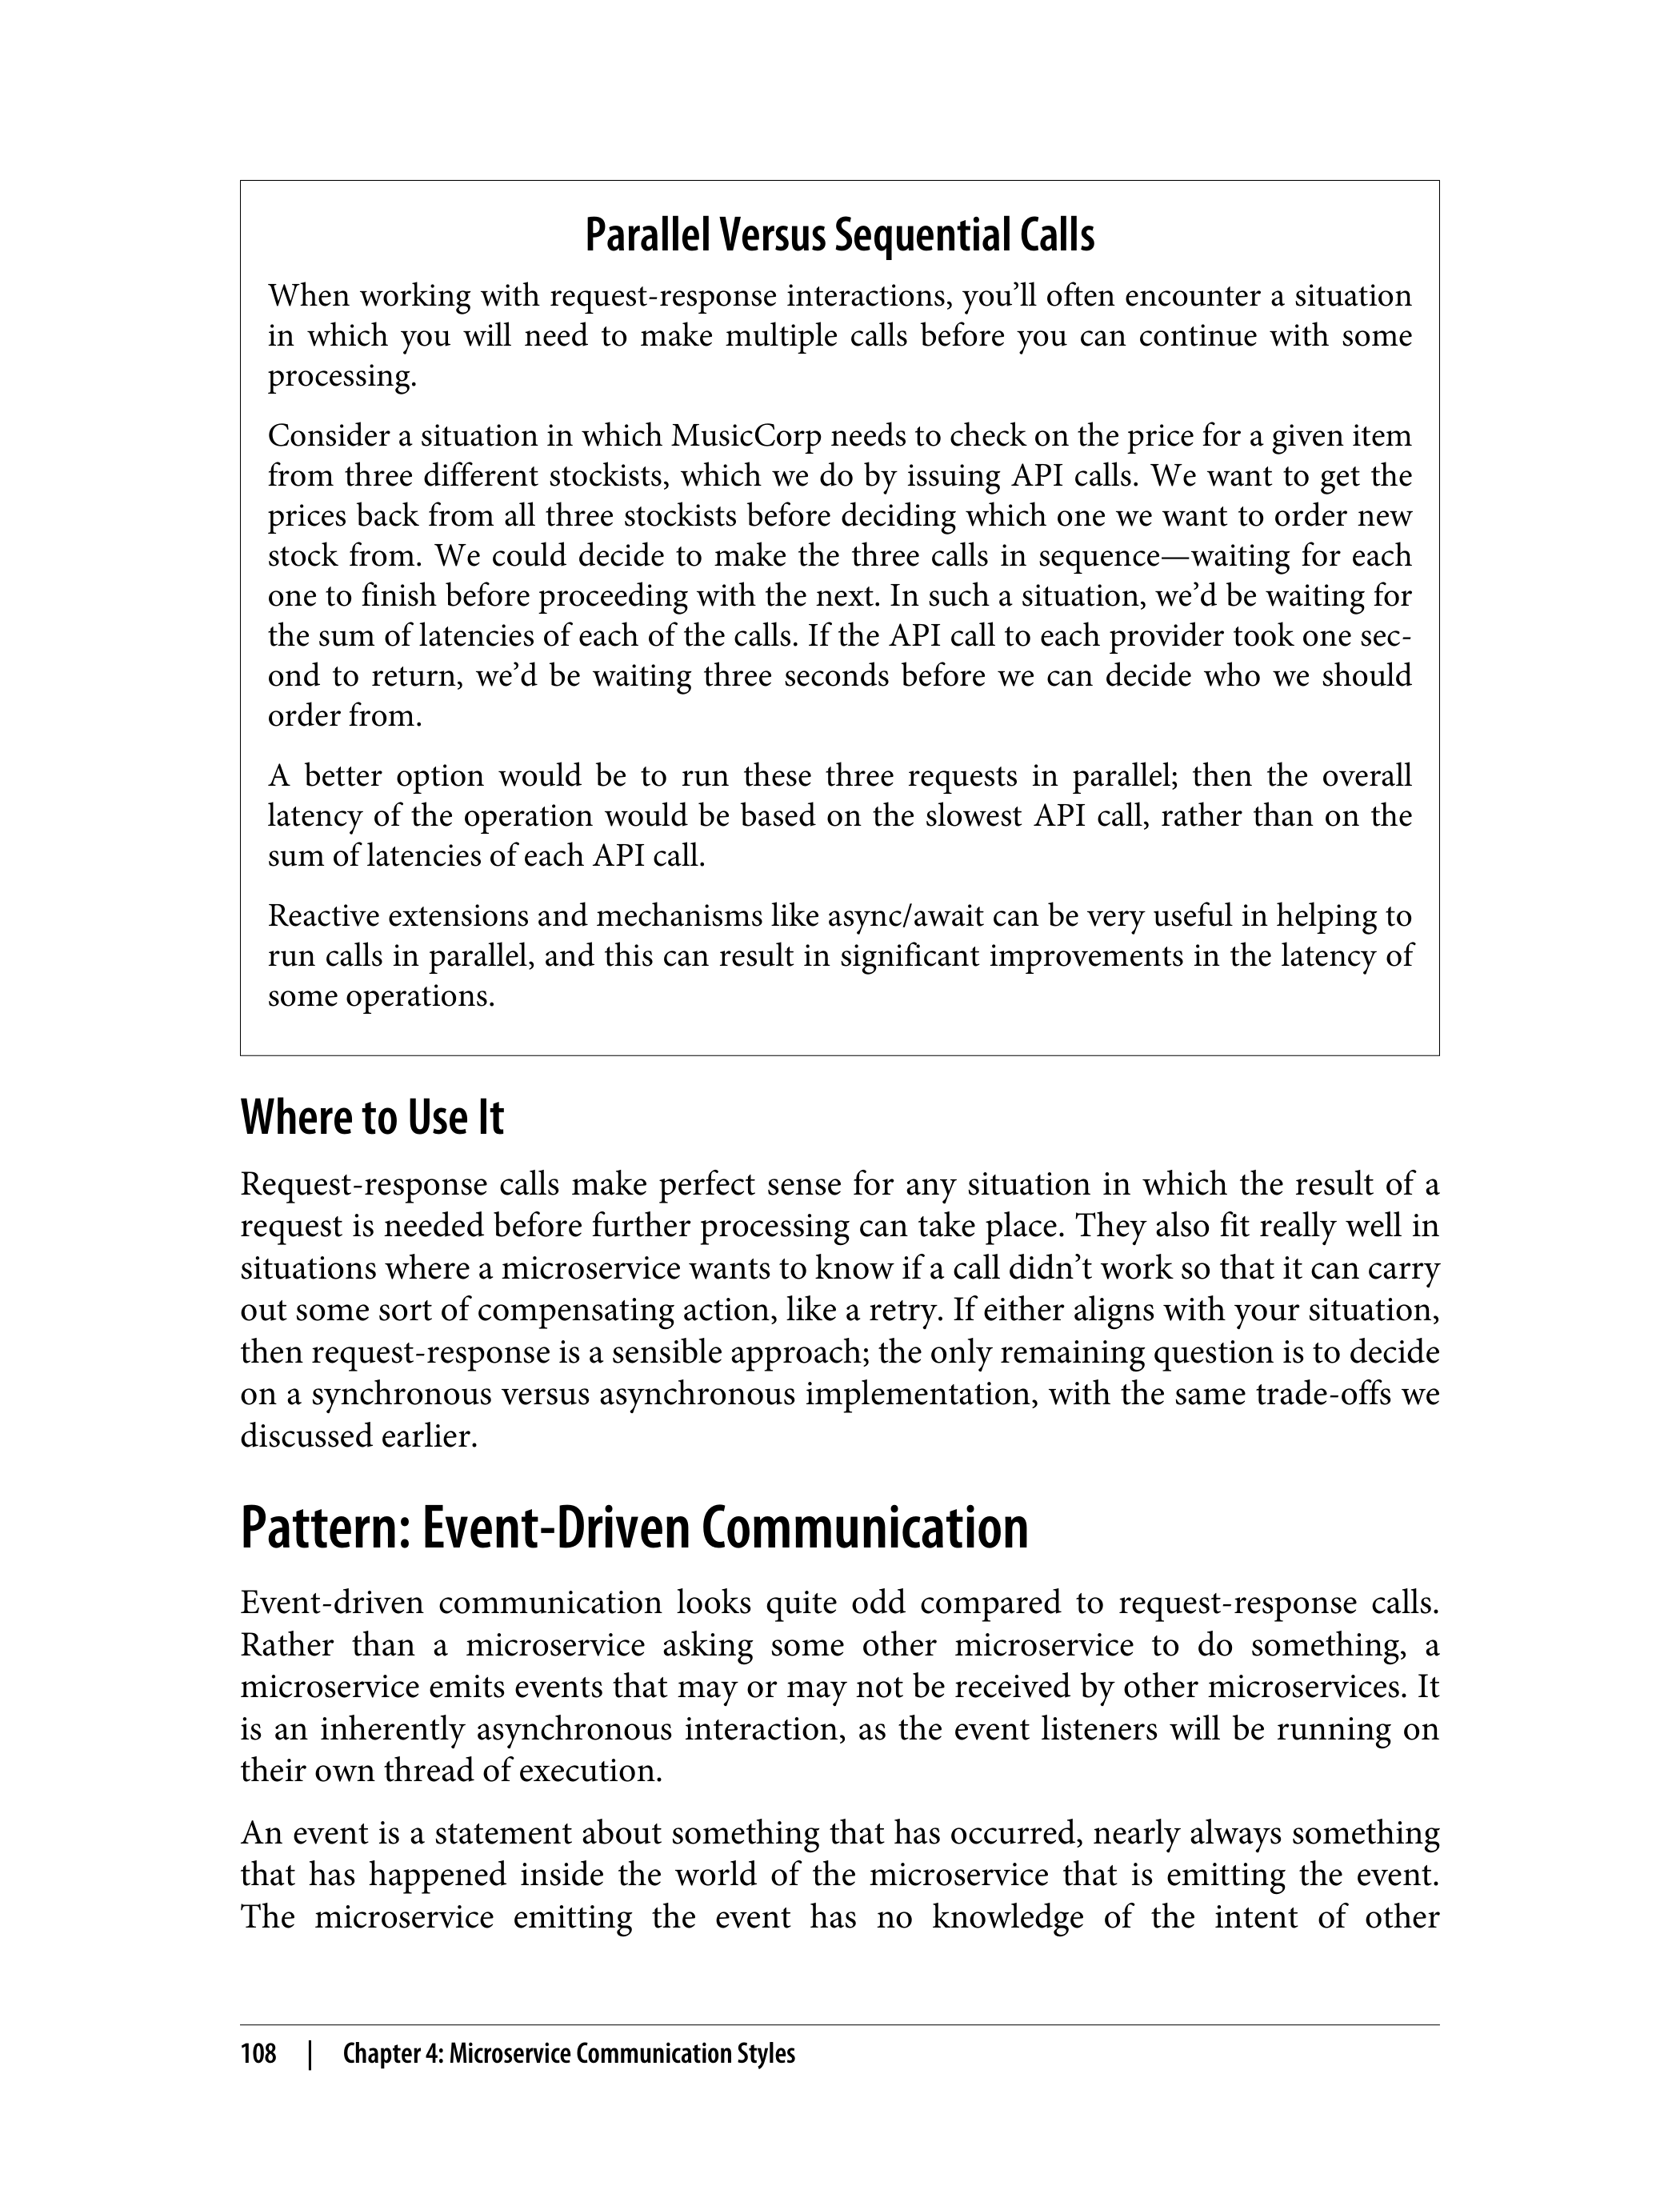 Parallel Versus Sequential Calls
When working with request-response interactions, you’ll often encounter a situation
in which you will need to make multiple calls before you can continue with some
processing.
Consider a situation in which MusicCorp needs to check on the price for a given item
from three different stockists, which we do by issuing API calls. We want to get the
prices back from all three stockists before deciding which one we want to order new
stock from. We could decide to make the three calls in sequence—waiting for each
one to finish before proceeding with the next. In such a situation, we’d be waiting for
the sum of latencies of each of the calls. If the API call to each provider took one sec-
ond to return, we’d be waiting three seconds before we can decide who we should
order from.
A better option would be to run these three requests in parallel; then the overall
latency of the operation would be based on the slowest API call, rather than on the
sum of latencies of each API call.
Reactive extensions and mechanisms like async/await can be very useful in helping to
run calls in parallel, and this can result in significant improvements in the latency of
some operations.
Where to Use It
Request-response calls make perfect sense for any situation in which the result of a
request is needed before further processing can take place. They also fit really well in
situations where a microservice wants to know if a call didn’t work so that it can carry
out some sort of compensating action, like a retry. If either aligns with your situation,
then request-response is a sensible approach; the only remaining question is to decide
on a synchronous versus asynchronous implementation, with the same trade-offs we
discussed earlier.
Pattern: Event-Driven Communication
Event-driven communication looks quite odd compared to request-response calls.
Rather than a microservice asking some other microservice to do something, a
microservice emits events that may or may not be received by other microservices. It
is an inherently asynchronous interaction, as the event listeners will be running on
their own thread of execution.
An event is a statement about something that has occurred, nearly always something
that has happened inside the world of the microservice that is emitting the event.
The microservice emitting the event has no knowledge of the intent of other
108 | Chapter 4: Microservice Communication Styles